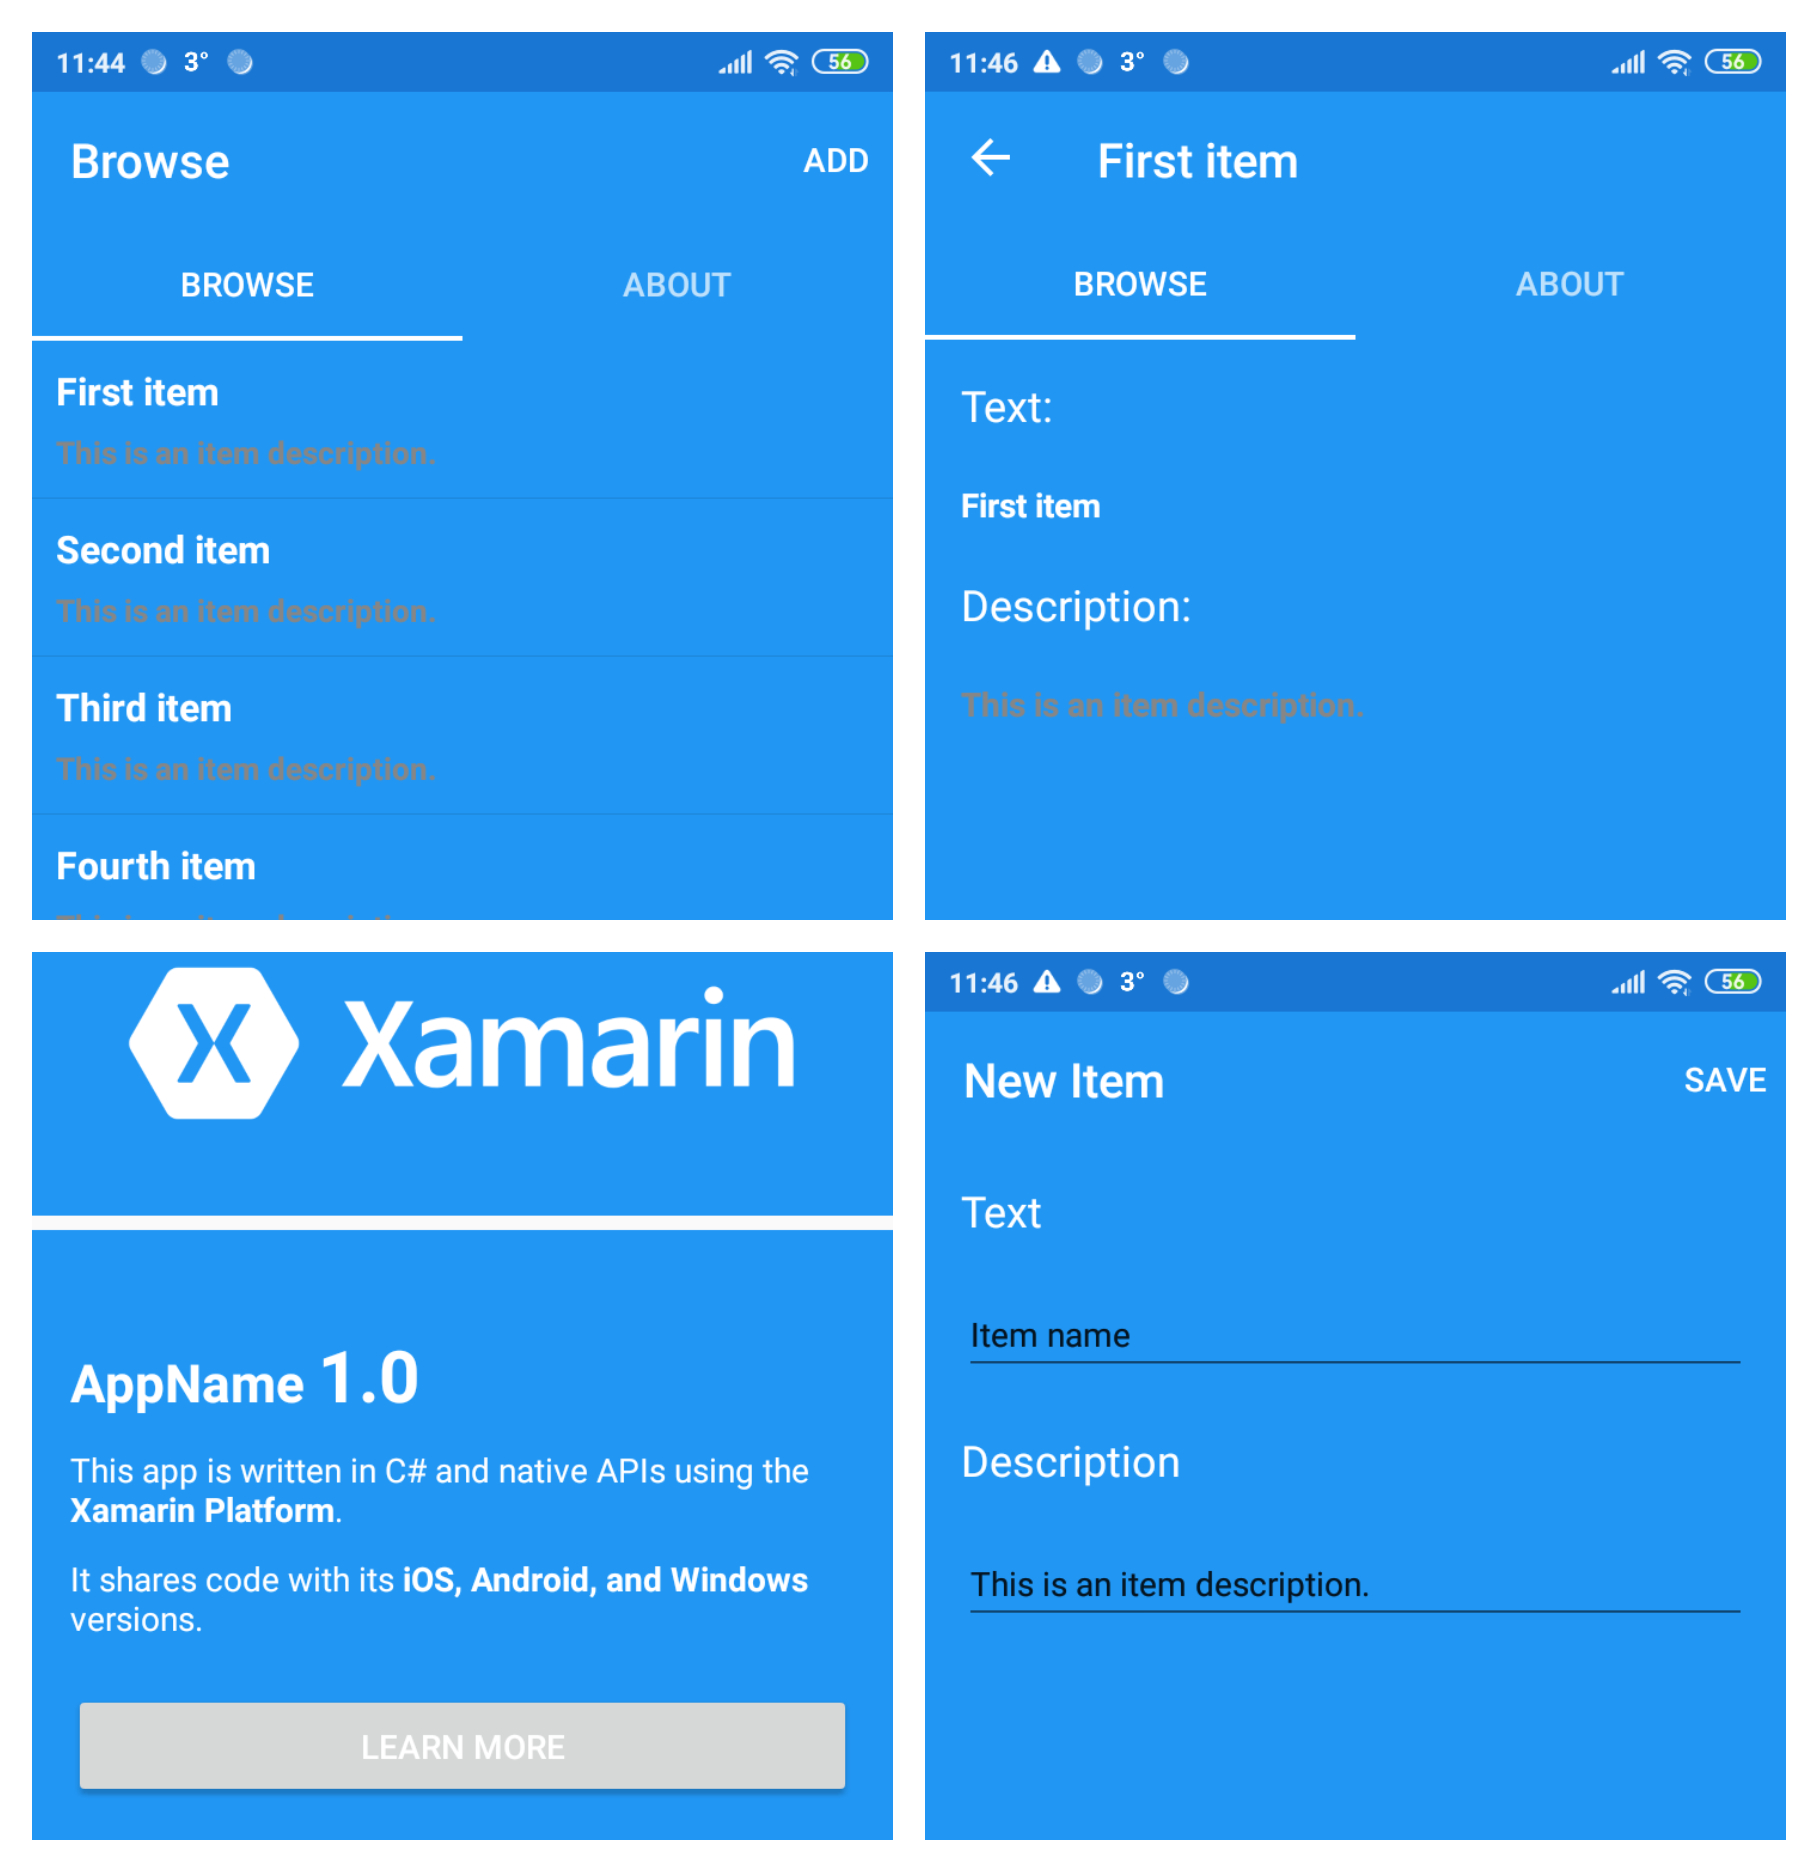 11:44 3° 56
Browse ADD
BROWSE ABOUT
First item
This is an item description.
Second item
This is an item description.
Third item
This is an item description.
Fourth item
11:46 3° 56
First item
BROWSE ABOUT
Text:
First item
Description:
This is an item description.
Xamarin
AppName 1.0
This app is written in C# and native APIs using the
Xamarin Platform.
It shares code with its iOS, Android, and Windows
versions.
LEARN MORE
11:46 3° 56
New Item SAVE
Text
Item name
Description
This is an item description.